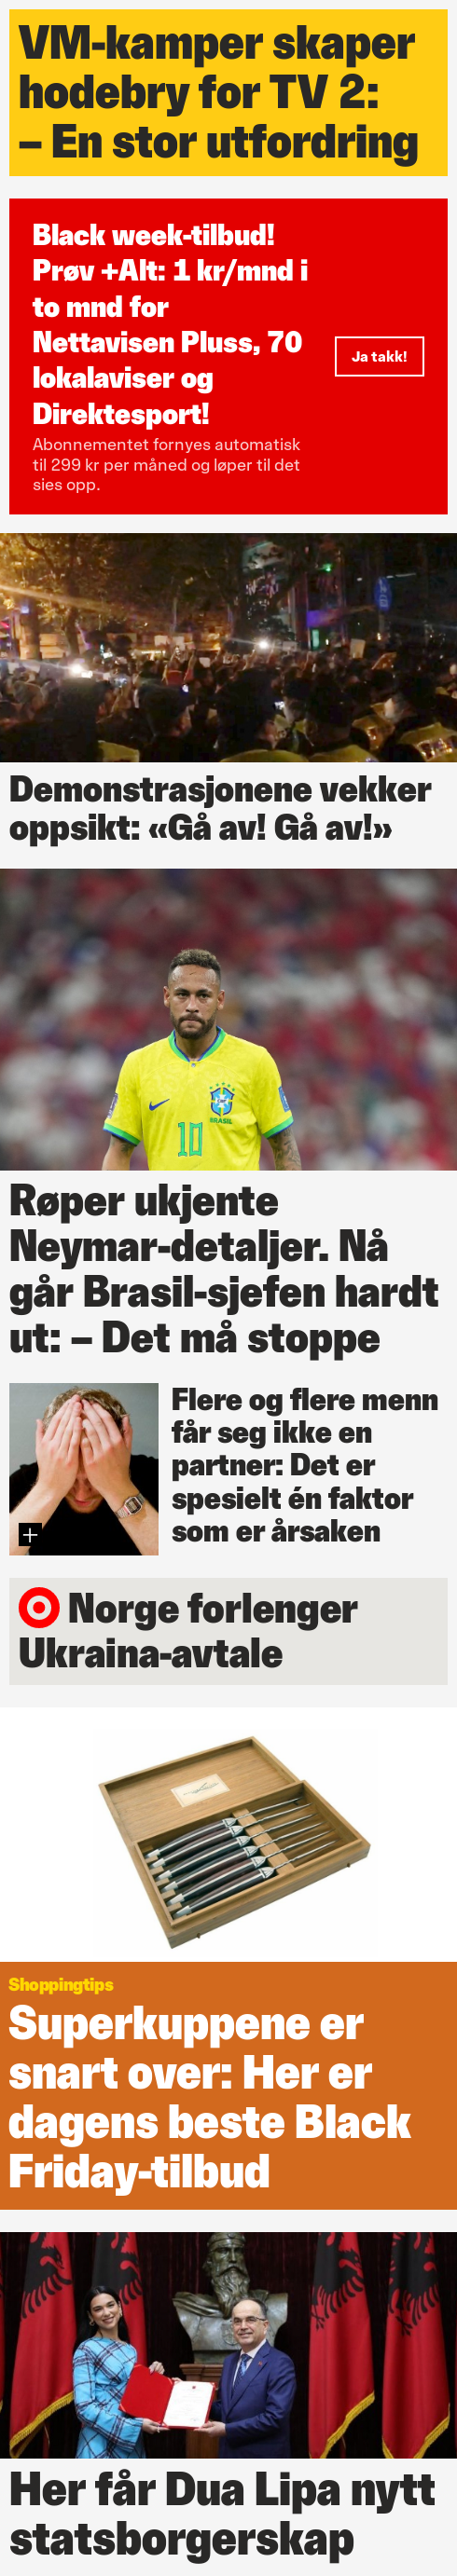 VM-kamper skaper
hodebry for TV 2:
– En stor utfordring
Black week-tilbud!
Prøv +Alt: 1 kr/mnd i
to mnd for
Nettavisen Pluss, 70
lokalaviser og
Direktesport!
Ja takk!
Abonnementet fornyes automatisk
til 299 kr per måned og løper til det
sies opp.
Demonstrasjonene vekker
oppsikt: «Gå av! Gå av!»
10
BRASIL
Røper ukjente
Neymar-detaljer. Nå
går Brasil-sjefen hardt
ut: – Det må stoppe
Flere og flere menn
får seg ikke en
partner: Det er
spesielt én faktor
som er årsaken
Norge forlenger
Ukraina-avtale
Shoppingtips
Superkuppene er
snart over: Her er
dagens beste Black
Friday-tilbud
Her får Dua Lipa nytt
statsborgerskap